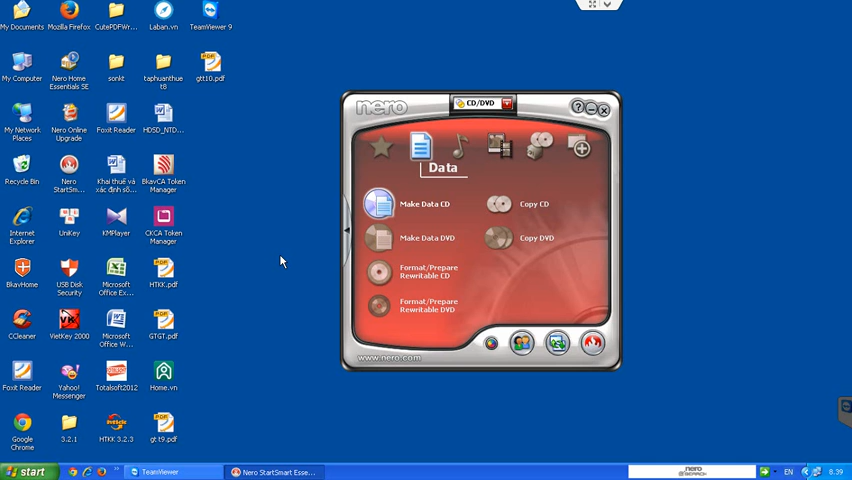 My Documents
Mozilla Firefox
CutePDFWr...
Laban.vn
TeamViewer 9
My Computer
Nero Home
Essentials SE
sonkt
taphuanthue
t8
gtt10.pdf
My Network
Places
Nero Online
Upgrade
Foxit Reader
HDSD_NTD...
Recycle Bin
Nero
StartSm...
Khai thuế và
xác định số...
BkavCA Token
Manager
Internet
Explorer
UniKey
KMPlayer
CKCA Token
Manager
BkavHome
USB Disk
Security
Microsoft
Office Ex...
HTKK.pdf
CCleaner
VietKey 2000
Microsoft
Office W...
GTGT.pdf
Foxit Reader
Yahoo!
Messenger
Totalsoft2012
Home.vn
Google
Chrome
3.2.1
HTKK 3.2.3
gt t9.pdf
nero
CD/DVD
Data
Make Data CD
Copy CD
Make Data DVD
Copy DVD
Format/Prepare
Rewritable CD
Format/Prepare
Rewritable DVD
www.nero.com
start
TeamViewer
Nero StartSmart Esse...
nero
SEARCH
EN
8.39